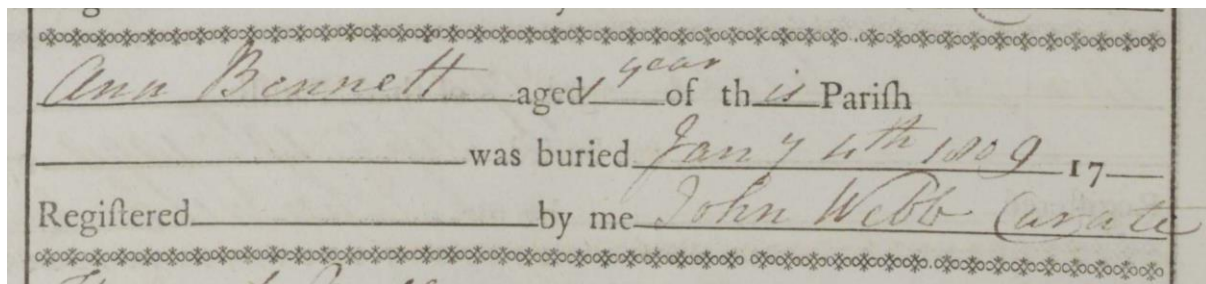 Ann Bennett aged 1 year of this Pariſh
was buried Jany 4th 1809 17
Regiſtered by me John Webb Curate